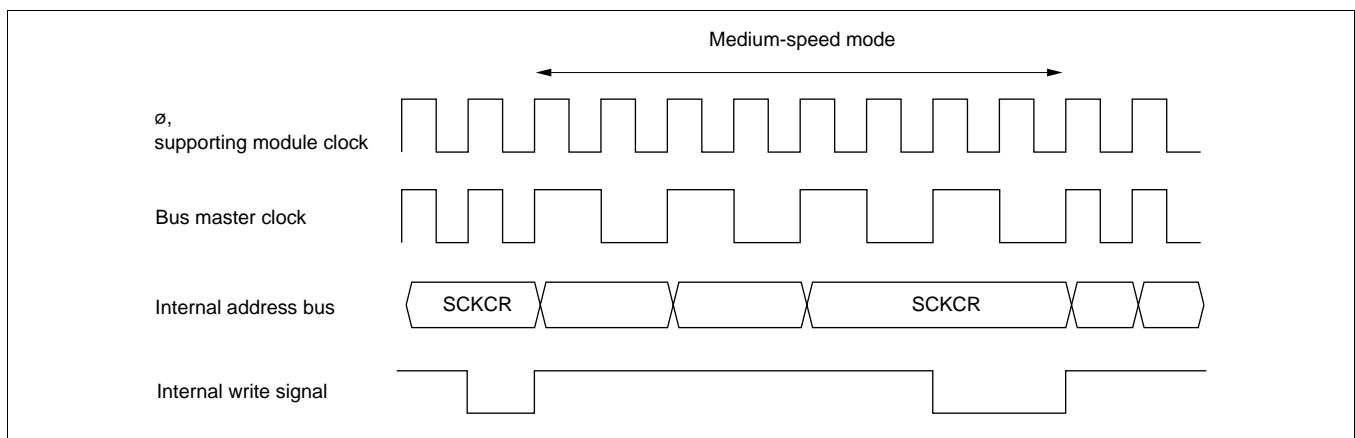 Medium-speed mode
ø,
supporting module clock
Bus master clock
Internal address bus
SCKCR
SCKCR
Internal write signal